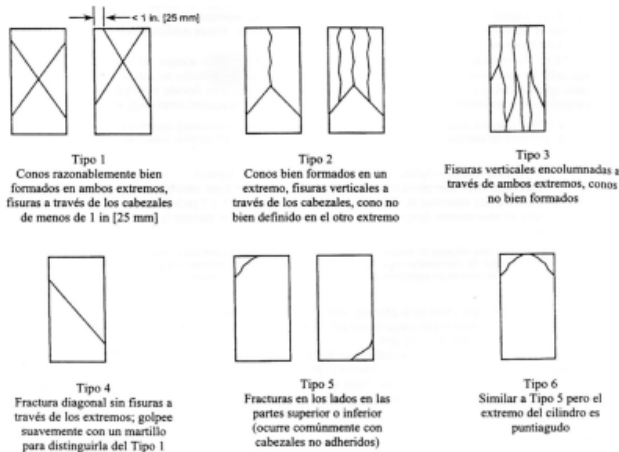 < 1 in. [25 mm]
Tipo 1
Conos razonablemente bien
formados en ambos extremos,
fisuras a través de los cabezales
de menos de 1 in [25 mm]
Tipo 2
Conos bien formados en un
extremo, fisuras verticales a
través de los cabezales, cono no
bien definido en el otro extremo
Tipo 3
Fisuras verticales encolumnadas a
través de ambos extremos, conos
no bien formados
Tipo 4
Fractura diagonal sin fisuras a
través de los extremos; golpee
suavemente con un martillo
para distinguirla del Tipo 1
Tipo 5
Fracturas en los lados en las
partes superior o inferior
(ocurre comúnmente con
cabezales no adheridos)
Tipo 6
Similar a Tipo 5 pero el
extremo del cilindro es
puntiagudo